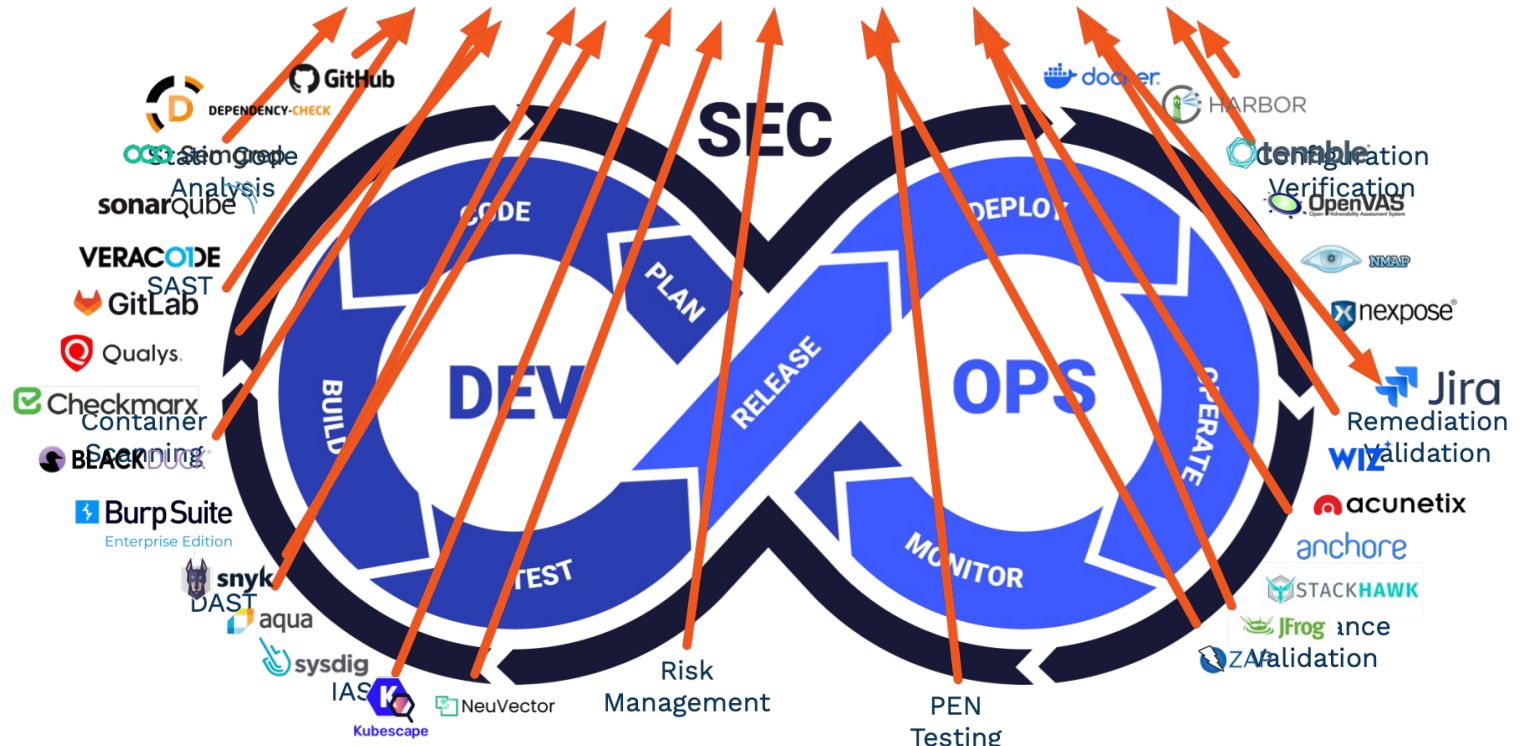 GitHub
DEPENDENCY-CHECK
Semgrep
Static Code
Analysis
sonarqube
VERACODE
SAST
GitLab
Qualys.
Checkmarx
Container
Scanning
BLACKDUCK
Burp Suite
Enterprise Edition
snyk
DAST
aqua
sysdig
IAS
Kubescape
NeuVector
SEC
CODE
PLAN
BUILD
DEV
TEST
RELEASE
DEPLOY
OPS
OPERATE
MONITOR
Risk
Management
PEN
Testing
docker
HARBOR
tenable
Configuration
Verification
OpenVAS
Open Vulnerability Assessment System
NMAP
nexpose®
Jira
Remediation
Validation
WIZ
acunetix
anchore
STACKHAWK
JFrog
ance
ZAP
Validation